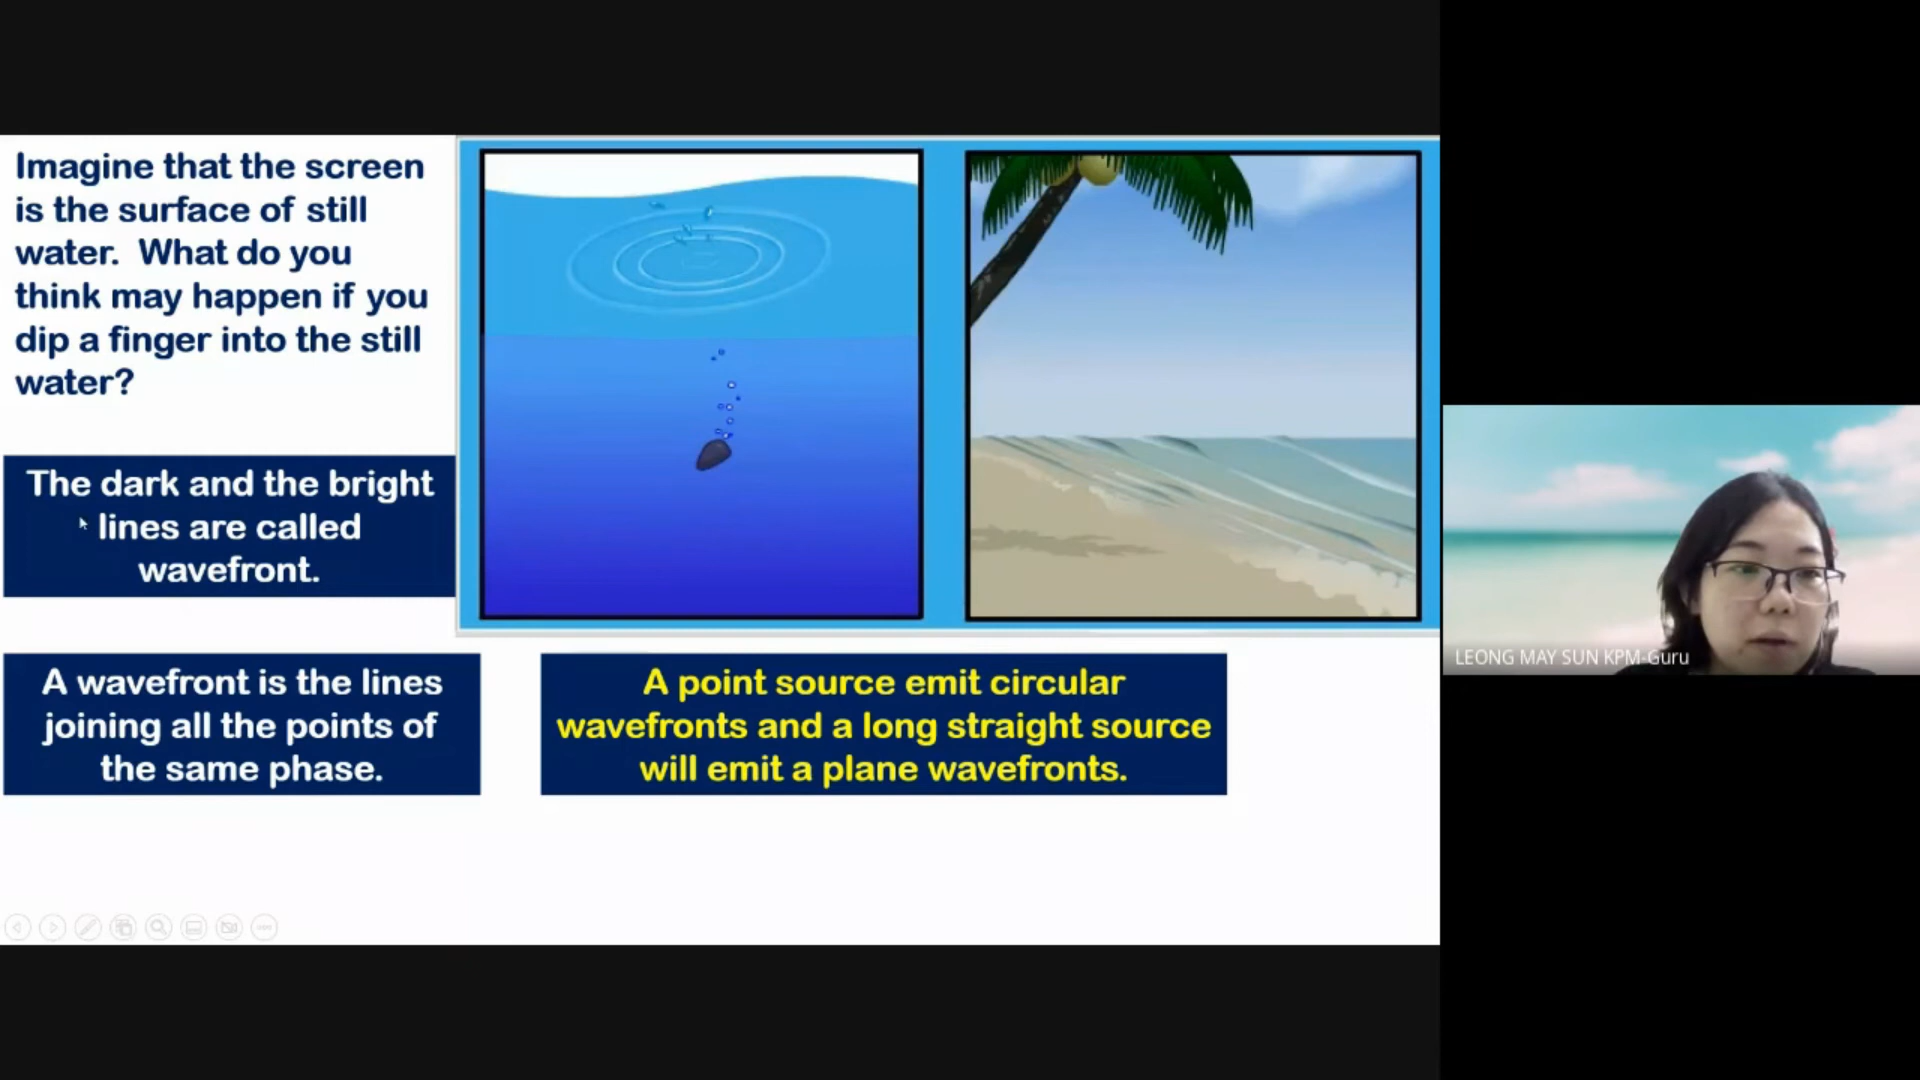 Imagine that the screen
is the surface of still
water. What do you
think may happen if you
dip a finger into the still
water?
The dark and the bright
lines are called
wavefront.
A wavefront is the lines
joining all the points of
the same phase.
A point source emit circular
wavefronts and a long straight source
will emit a plane wavefronts.
LEONG MAY SUN KPM-Guru